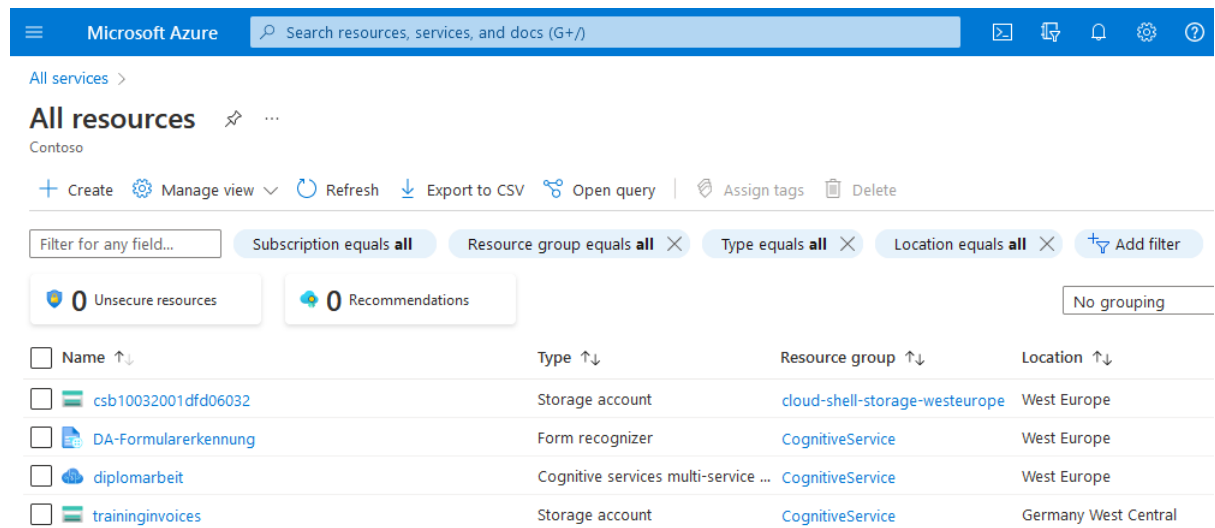 Microsoft Azure Search resources, services, and docs (G+/)
All services >
All resources ...
Contoso
Create Manage view Refresh Export to CSV Open query Assign tags Delete
Filter for any field... Subscription equals all Resource group equals all Type equals all Location equals all Add filter
0 Unsecure resources 0 Recommendations No grouping
Name Type Resource group Location
csb10032001dfd06032 Storage account cloud-shell-storage-westeurope West Europe
DA-Formularerkennung Form recognizer CognitiveService West Europe
diplomarbeit Cognitive services multi-service ... CognitiveService West Europe
traininginvoices Storage account CognitiveService Germany West Central